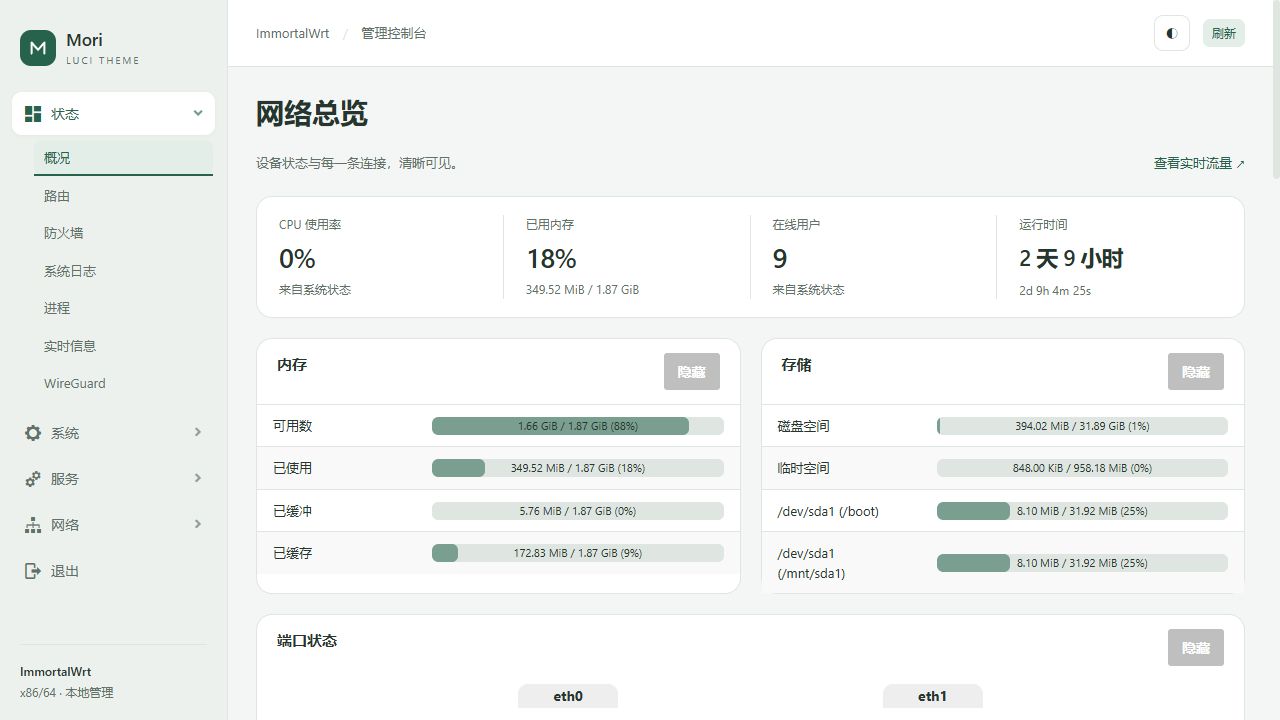 Mori
LUCI THEME
状态
概况
路由
防火墙
系统日志
进程
实时信息
WireGuard
系统
服务
网络
退出
ImmortalWrt
x86/64 · 本地管理
ImmortalWrt / 管理控制台
刷新
网络总览
设备状态与每一条连接，清晰可见。
查看实时流量 ↗
CPU 使用率
0%
来自系统状态
已用内存
18%
349.52 MiB / 1.87 GiB
在线用户
9
来自系统状态
运行时间
2 天 9 小时
2d 9h 4m 25s
内存
隐藏
可用数
1.66 GiB / 1.87 GiB (88%)
已使用
349.52 MiB / 1.87 GiB (18%)
已缓冲
5.76 MiB / 1.87 GiB (0%)
已缓存
172.83 MiB / 1.87 GiB (9%)
存储
隐藏
磁盘空间
394.02 MiB / 31.89 GiB (1%)
临时空间
848.00 KiB / 958.18 MiB (0%)
/dev/sda1 (/boot)
8.10 MiB / 31.92 MiB (25%)
/dev/sda1
(/mnt/sda1)
8.10 MiB / 31.92 MiB (25%)
端口状态
隐藏
eth0
eth1